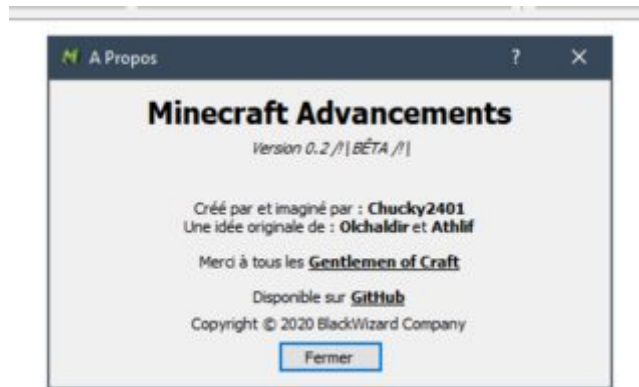 A Propos
?
Minecraft Advancements
Version 0.2 /!\ BÊTA /!\
Créé par et imaginé par : Chucky2401
Une idée originale de : Olchaldir et Athlif
Merci à tous les Gentlemen of Craft
Disponible sur GitHub
Copyright © 2020 BlackWizard Company
Fermer